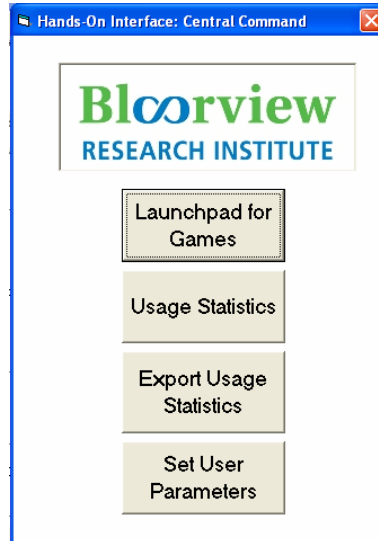 Hands-On Interface: Central Command
Bloorview
RESEARCH INSTITUTE
Launchpad for
Games
Usage Statistics
Export Usage
Statistics
Set User
Parameters